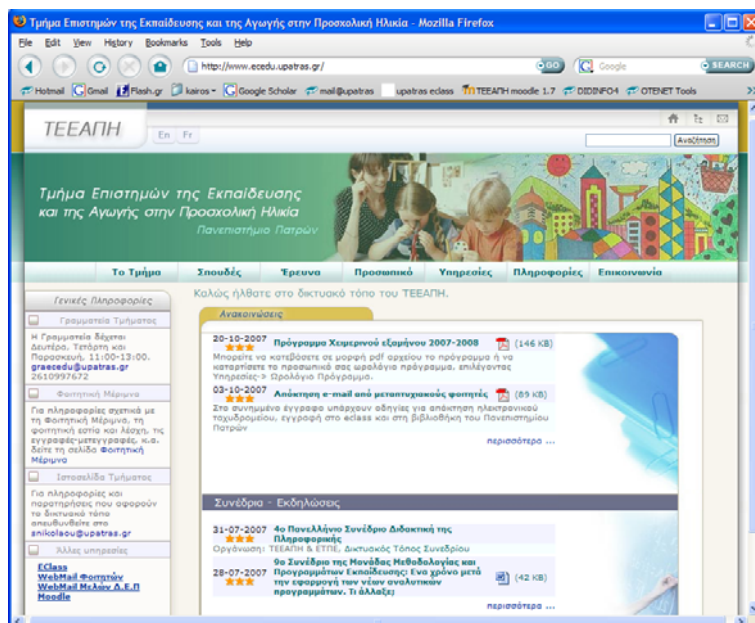 Τμήμα Επιστημών της Εκπαίδευσης και της Αγωγής στην Προσχολική Ηλικία - Mozilla Firefox
File Edit View History Bookmarks Tools Help
http://www.ecedu.upatras.gr/ GO Google SEARCH
Hotmail Gmail Flash.gr kairos Google Scholar mail@upatras upatras eclass ΤΕΕΑΠΗ moodle 1.7 DIDINFO4 OTENET Tools
ΤΕΕΑΠΗ
En Fr
Αναζήτηση
Τμήμα Επιστημών της Εκπαίδευσης
και της Αγωγής στην Προσχολική Ηλικία
Πανεπιστήμιο Πατρών
Το Τμήμα Σπουδές Έρευνα Προσωπικό Υπηρεσίες Πληροφορίες Επικοινωνία
Γενικές Πληροφορίες
Γραμματεία Τμήματος
Η Γραμματεία δέχεται
Δευτέρα, Τετάρτη και
Παρασκευή, 11:00-13:00.
graecedu@upatras.gr
2610997672
Φοιτητική Μέριμνα
Για πληροφορίες σχετικά με
τη Φοιτητική Μέριμνα, τη
φοιτητική εστία και λέσχη, τις
εγγραφές-μετεγγραφές, κ.α.
δείτε τη σελίδα Φοιτητική
Μέριμνα
Ιστοσελίδα Τμήματος
Για πληροφορίες και
παρατηρήσεις που αφορούν
το δικτυακό τόπο
απευθυνθείτε στο
snikolaou@upatras.gr
Άλλες υπηρεσίες
EClass
WebMail Φοιτητών
WebMail Μελών Δ.Ε.Π
Moodle
Καλώς ήλθατε στο δικτυακό τόπο του ΤΕΕΑΠΗ.
Ανακοινώσεις
20-10-2007 Πρόγραμμα Χειμερινού εξαμήνου 2007-2008 (146 KB)
Μπορείτε να κατεβάσετε σε μορφή pdf αρχείου το πρόγραμμα ή να
καταρτίσετε το προσωπικό σας ωρολόγιο πρόγραμμα, επιλέγοντας
Υπηρεσίες-> Ωρολόγιο Πρόγραμμα.
03-10-2007 Απόκτηση e-mail από μεταπτυχιακούς φοιτητές (89 KB)
Στο συνημμένο έγγραφο υπάρχουν οδηγίες για απόκτηση ηλεκτρονικού
ταχυδρομείου, εγγραφή στο eclass και στη βιβλιοθήκη του Πανεπιστημίου
Πατρών
περισσότερα ...
Συνέδρια - Εκδηλώσεις
31-07-2007 4ο Πανελλήνιο Συνέδριο Διδακτική της
Πληροφορικής
Οργάνωση: ΤΕΕΑΠΗ & ΕΤΠΕ, Δικτυακός Τόπος Συνεδρίου
28-07-2007 9ο Συνέδριο της Μονάδας Μεθοδολογίας και
Προγραμμάτων Εκπαίδευσης: Ενα χρόνο μετά
την εφαρμογή των νέων αναλυτικών
προγραμμάτων. Τι άλλαξε; (42 KB)
περισσότερα ...